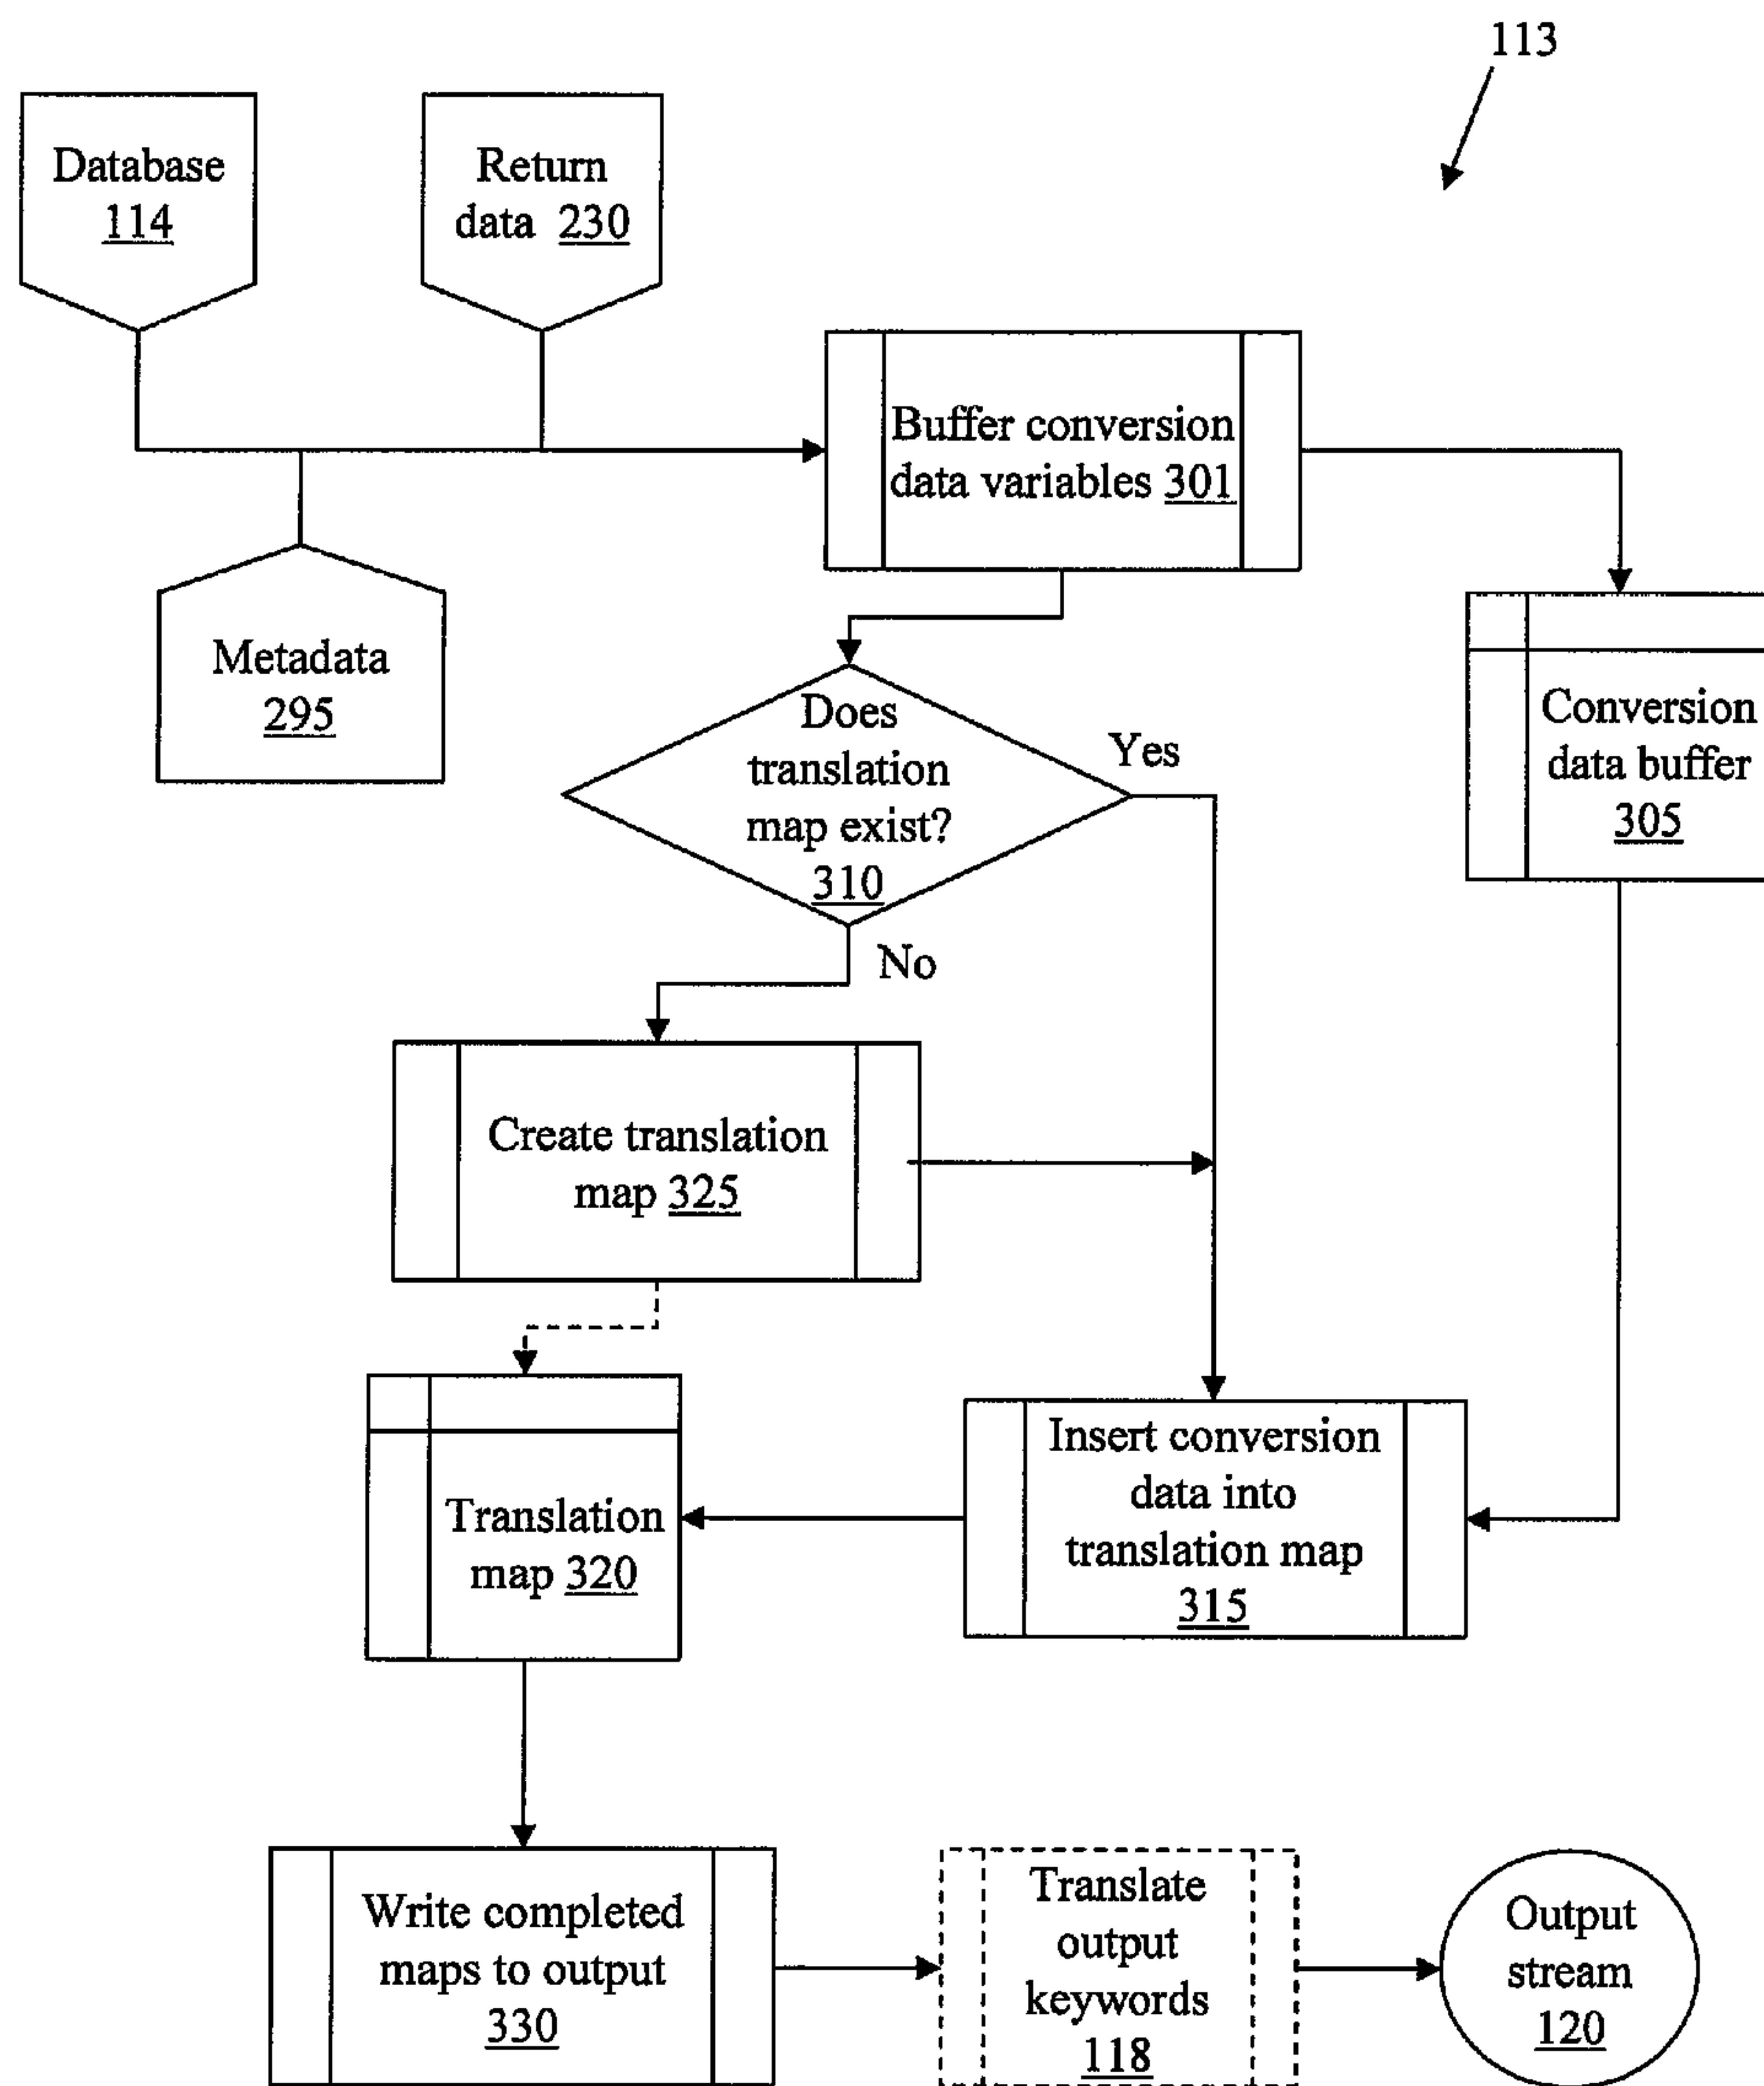 113
Database
114
Return
data 230
Buffer conversion
data variables 301
Metadata
295
Does
translation
map exist?
310
Yes
No
Conversion
data buffer
305
Create translation
map 325
Translation
map 320
Insert conversion
data into
translation map
315
Write completed
maps to output
330
Translate
output
keywords
118
Output
stream
120